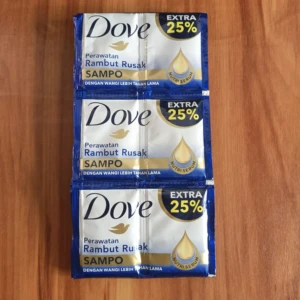 Dove
EXTRA
25%
Perawatan
Rambut Rusak
SAMPO
DENGAN WANGI LEBIH TAHAN LAMA
Dove
EXTRA
25%
Perawatan
Rambut Rusak
SAMPO
DENGAN WANGI LEBIH TAHAN LAMA
Dove
EXTRA
25%
Perawatan
Rambut Rusak
SAMPO
DENGAN WANGI LEBIH TAHAN LAMA